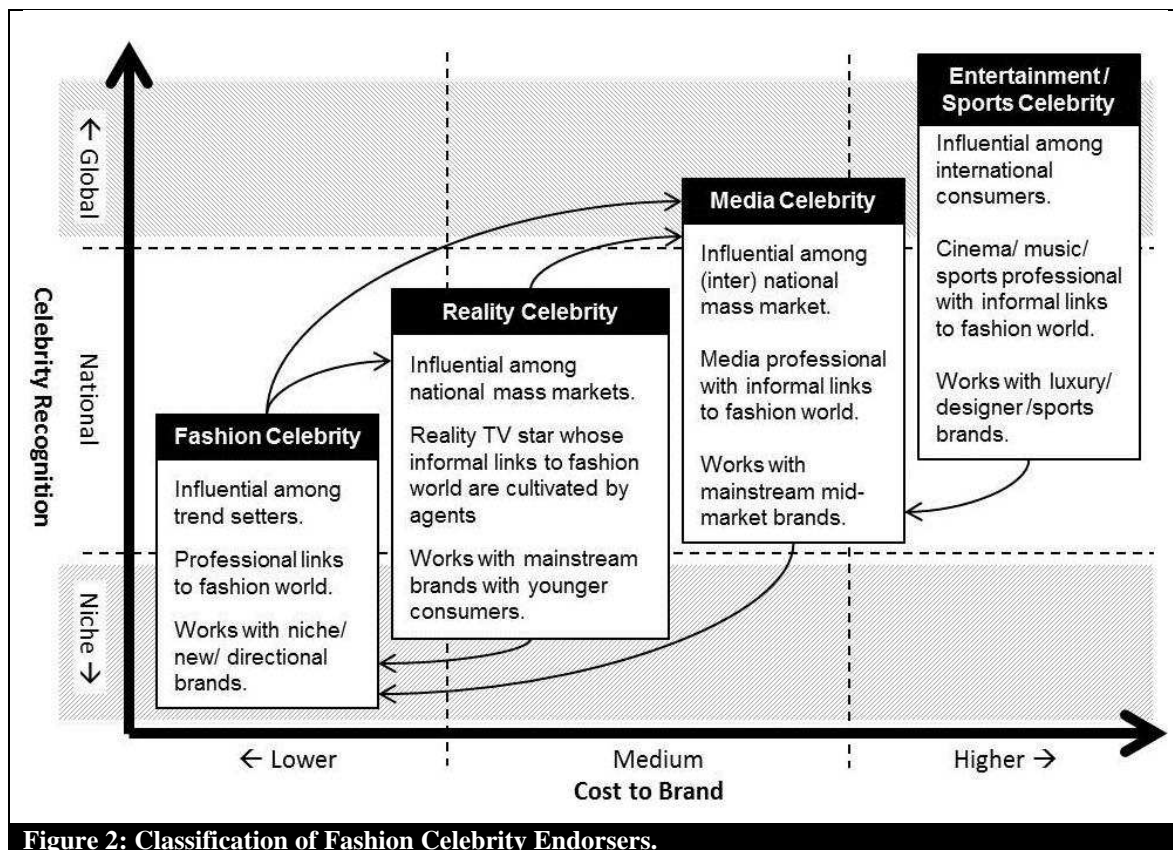 Entertainment/
Sports Celebrity
Influential among
international
consumers.
Cinema/ music/
sports professional
with informal links
to fashion world.
Works with luxury/
designer /sports
brands.
Media Celebrity
Influential among
(inter) national
mass market.
Media professional
with informal links
to fashion world.
Works with
mainstream mid-
market brands.
Reality Celebrity
Influential among
national mass markets.
Reality TV star whose
informal links to fashion
world are cultivated by
agents
Works with mainstream
brands with younger
consumers.
Fashion Celebrity
Influential among
trend setters.
Professional links
to fashion world.
Works with niche/
new/ directional
brands.
Celebrity Recognition
← Global
National
Niche →
← Lower
Medium
Higher →
Cost to Brand
Figure 2: Classification of Fashion Celebrity Endorsers.